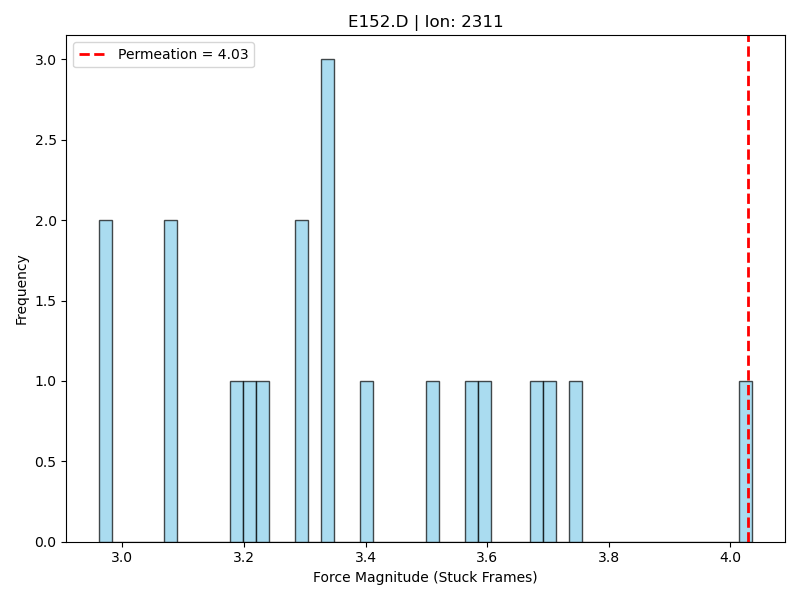 E152.D | Ion: 2311
Permeation = 4.03
3.0
2.5
2.0
1.5
1.0
0.5
0.0
Frequency
3.0 3.2 3.4 3.6 3.8 4.0
Force Magnitude (Stuck Frames)